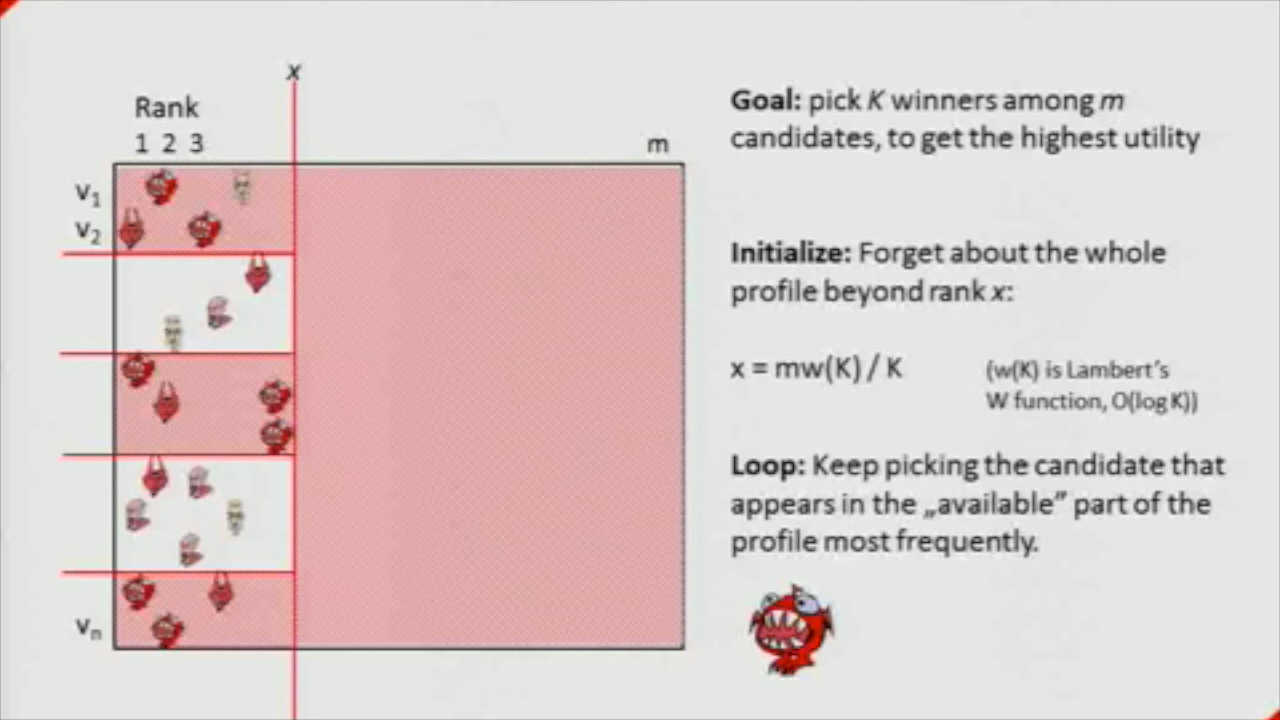 x
Rank
1 2 3
m
v1
v2
vn
Goal: pick K winners among m
candidates, to get the highest utility
Initialize: Forget about the whole
profile beyond rank x:
x = mw(K) / K
(w(K) is Lambert's
W function, O(log K))
Loop: Keep picking the candidate that
appears in the „available” part of the
profile most frequently.